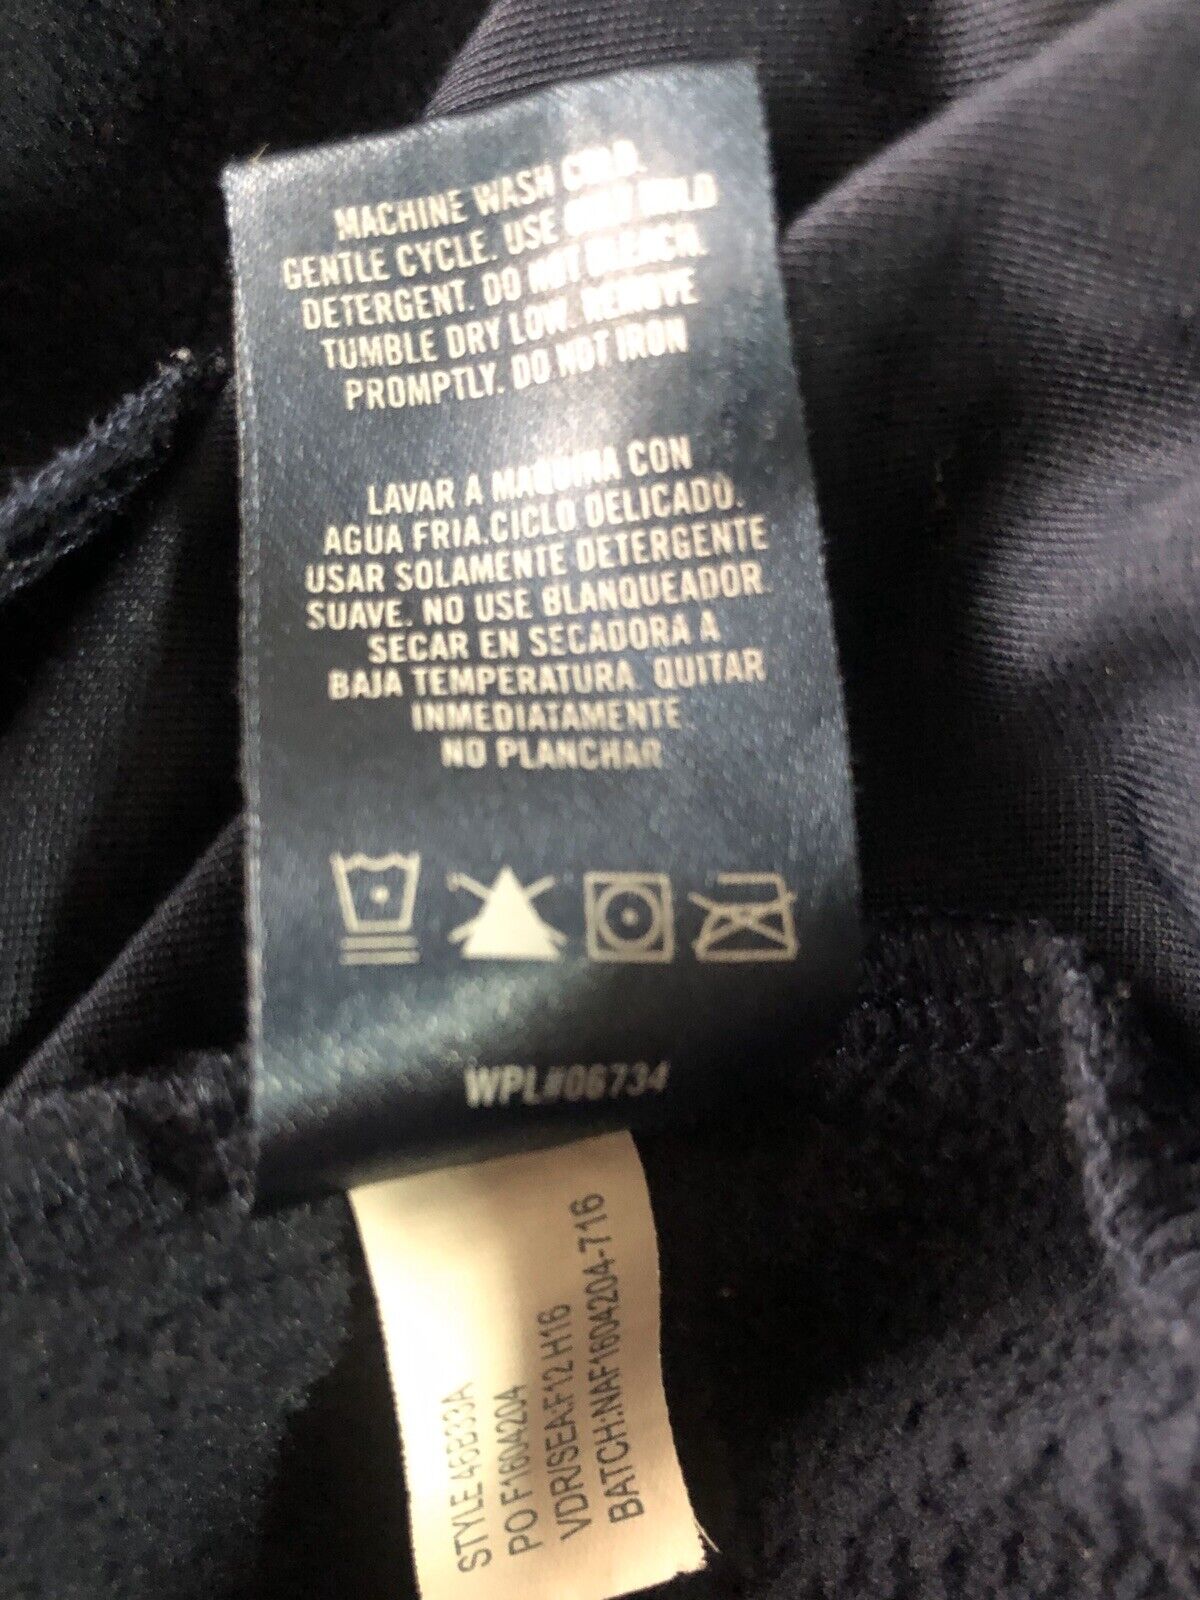 MACHINE WASH COLD.
GENTLE CYCLE. USE ONLY MILD
DETERGENT. DO NOT BLEACH.
TUMBLE DRY LOW. REMOVE
PROMPTLY. DO NOT IRON
LAVAR A MAQUINA CON
AGUA FRIA.CICLO DELICADO.
USAR SOLAMENTE DETERGENTE
SUAVE. NO USE BLANQUEADOR.
SECAR EN SECADORA A
BAJA TEMPERATURA. QUITAR
INMEDIATAMENTE
NO PLANCHAR
WPL#06734
STYLE 4BB33A
PO F1604204
VDR/SEA:F12 H16
BATCH:NAF1604204-716